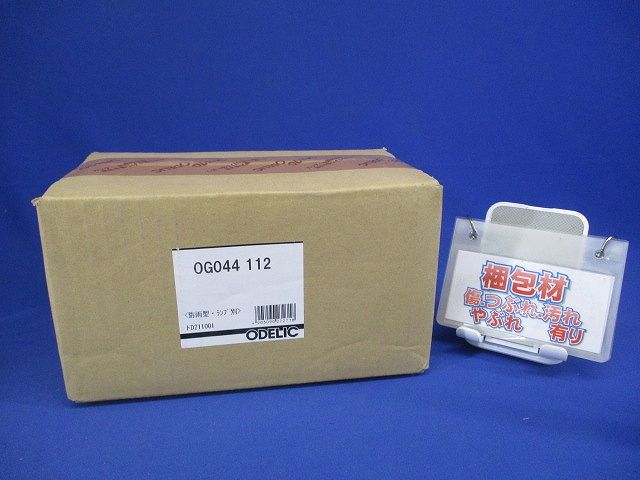 OG044 112
<防雨型・ランプ別>
ODELIC
梱包材
傷つぶれ汚れ
やぶれ 有り